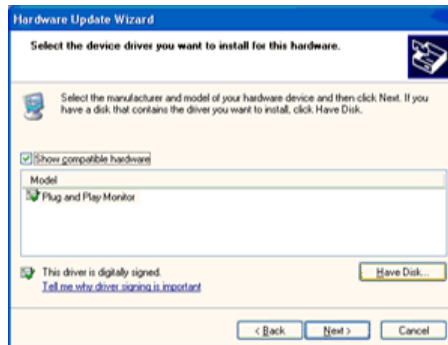 Hardware Update Wizard
Select the device driver you want to install for this hardware.
Select the manufacturer and model of your hardware device and then click Next. If you
have a disk that contains the driver you want to install, click Have Disk.
Show compatible hardware
Model
Plug and Play Monitor
This driver is digitally signed.
Have Disk...
Tell me why driver signing is important
< Back
Next >
Cancel